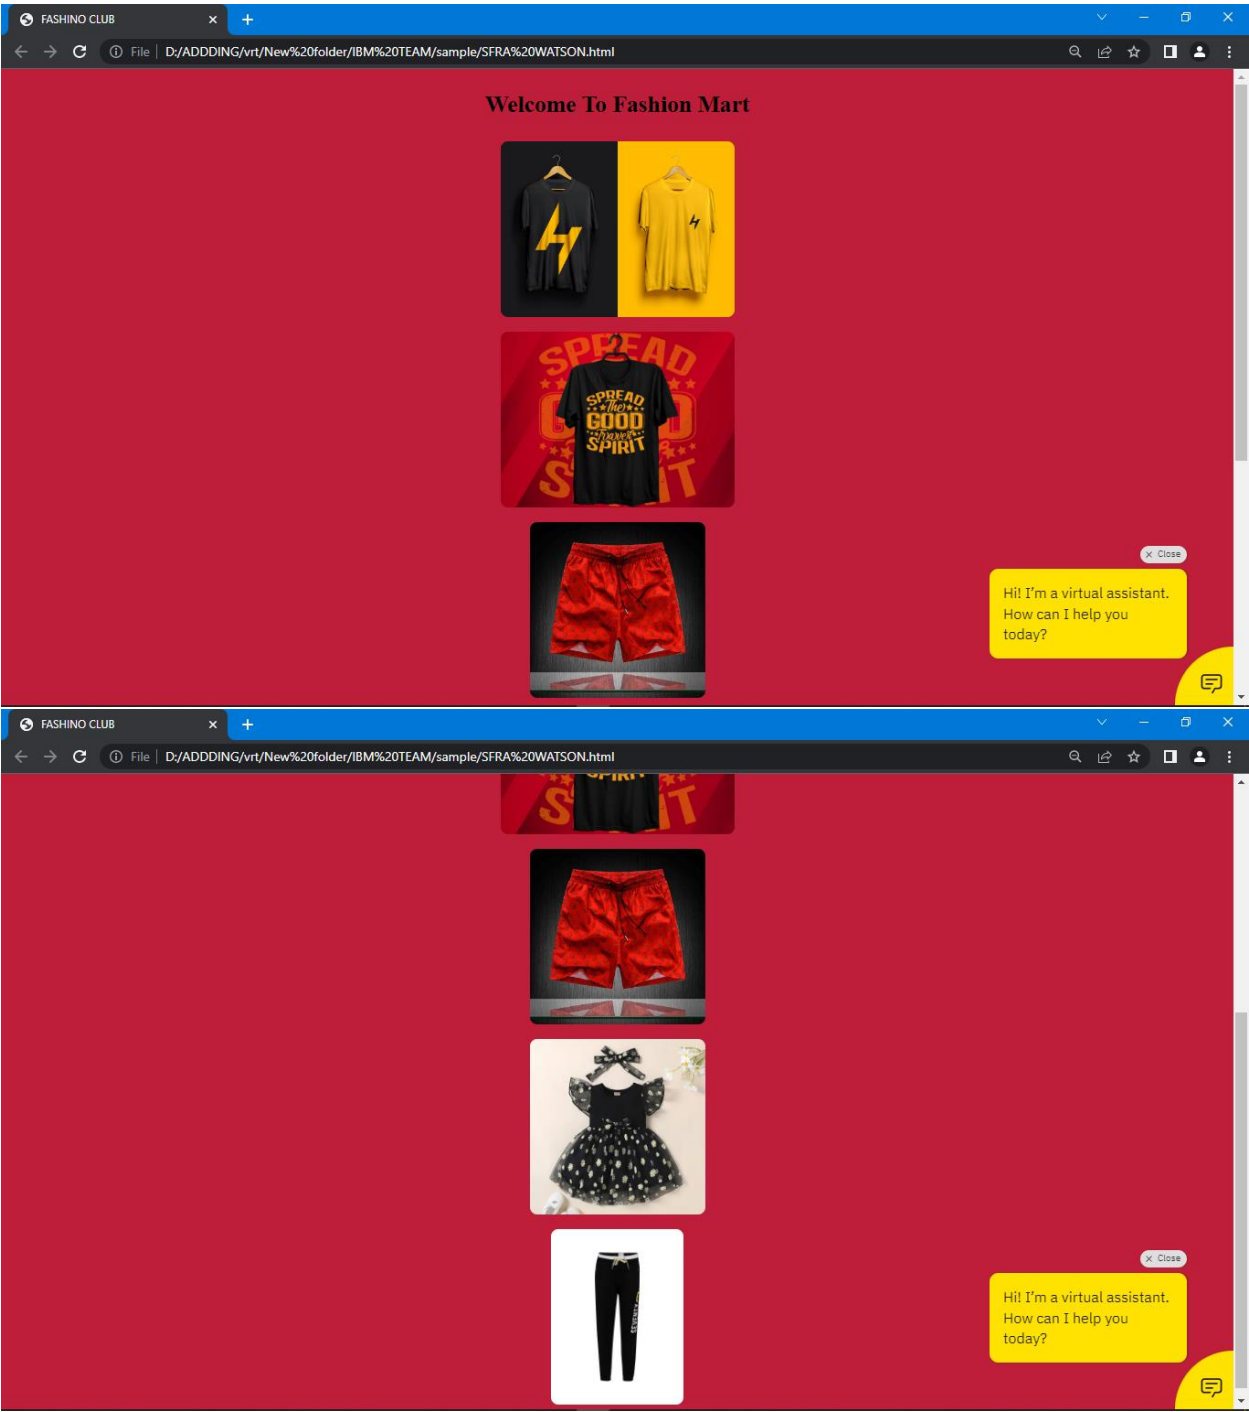 FASHINO CLUB
File | D:/ADDDING/vrt/New%20folder/IBM%20TEAM/sample/SFRA%20WATSON.html
Welcome To Fashion Mart
SPREAD
SPREAD
The
GOOD
SPIRIT
Close
Hi! I'm a virtual assistant.
How can I help you
today?
FASHINO CLUB
File | D:/ADDDING/vrt/New%20folder/IBM%20TEAM/sample/SFRA%20WATSON.html
SPIRIT
Close
Hi! I'm a virtual assistant.
How can I help you
today?